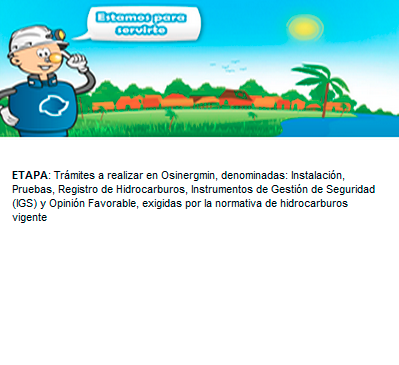 Estamos para
servirte
ETAPA: Trámites a realizar en Osinergmin, denominadas: Instalación,
Pruebas, Registro de Hidrocarburos, Instrumentos de Gestión de Seguridad
(IGS) y Opinión Favorable, exigidas por la normativa de hidrocarburos
vigente